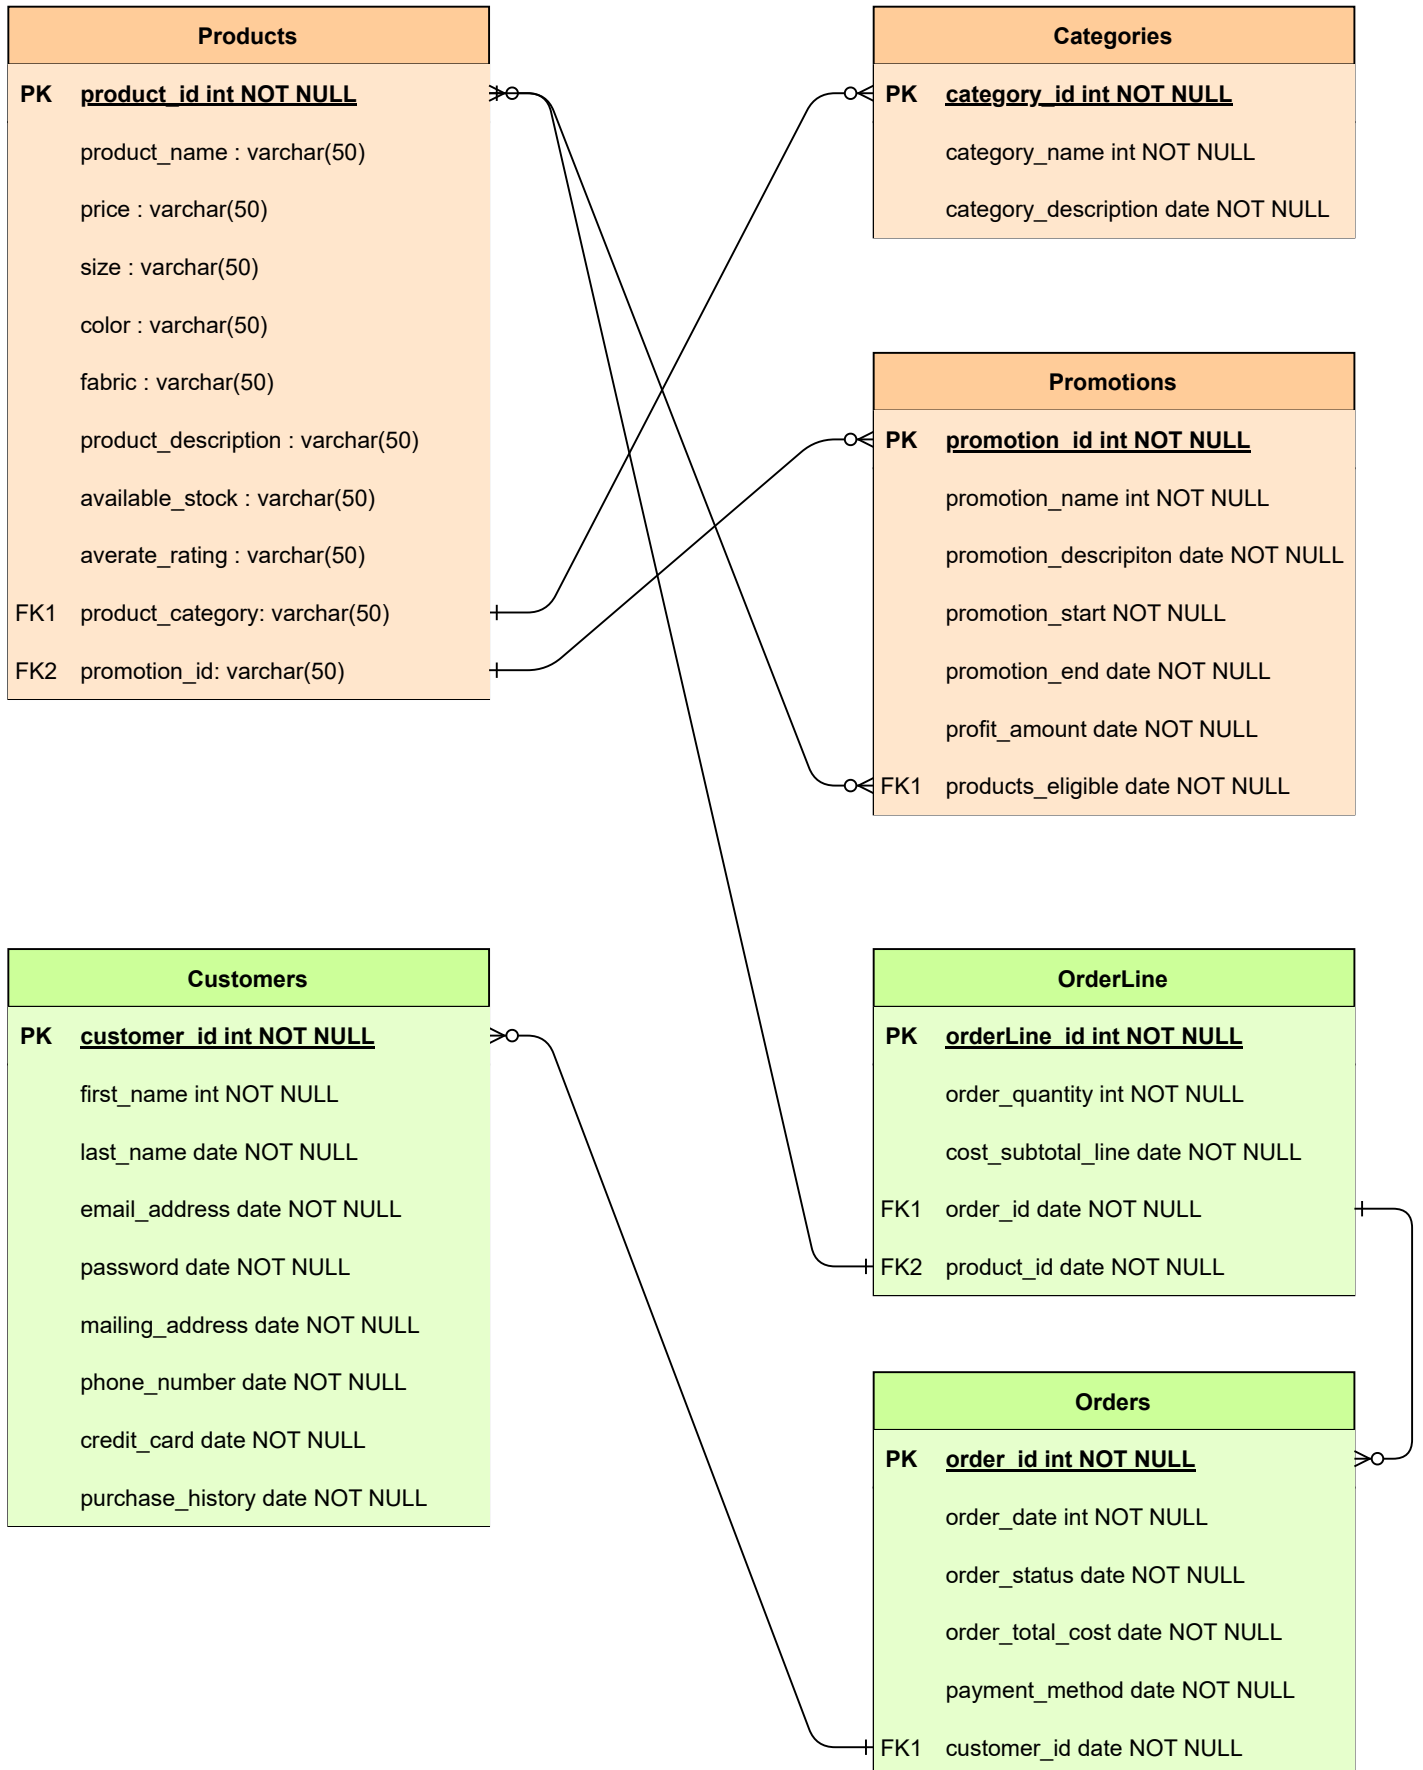 Products
PK product_id int NOT NULL
product_name : varchar(50)
price : varchar(50)
size : varchar(50)
color : varchar(50)
fabric : varchar(50)
product_description : varchar(50)
available_stock : varchar(50)
averate_rating : varchar(50)
FK1 product_category: varchar(50)
FK2 promotion_id: varchar(50)
Categories
PK category_id int NOT NULL
category_name int NOT NULL
category_description date NOT NULL
Promotions
PK promotion_id int NOT NULL
promotion_name int NOT NULL
promotion_descripiton date NOT NULL
promotion_start NOT NULL
promotion_end date NOT NULL
profit_amount date NOT NULL
FK1 products_eligible date NOT NULL
Customers
PK customer_id int NOT NULL
first_name int NOT NULL
last_name date NOT NULL
email_address date NOT NULL
password date NOT NULL
mailing_address date NOT NULL
phone_number date NOT NULL
credit_card date NOT NULL
purchase_history date NOT NULL
OrderLine
PK orderLine_id int NOT NULL
order_quantity int NOT NULL
cost_subtotal_line date NOT NULL
FK1 order_id date NOT NULL
FK2 product_id date NOT NULL
Orders
PK order_id int NOT NULL
order_date int NOT NULL
order_status date NOT NULL
order_total_cost date NOT NULL
payment_method date NOT NULL
FK1 customer_id date NOT NULL